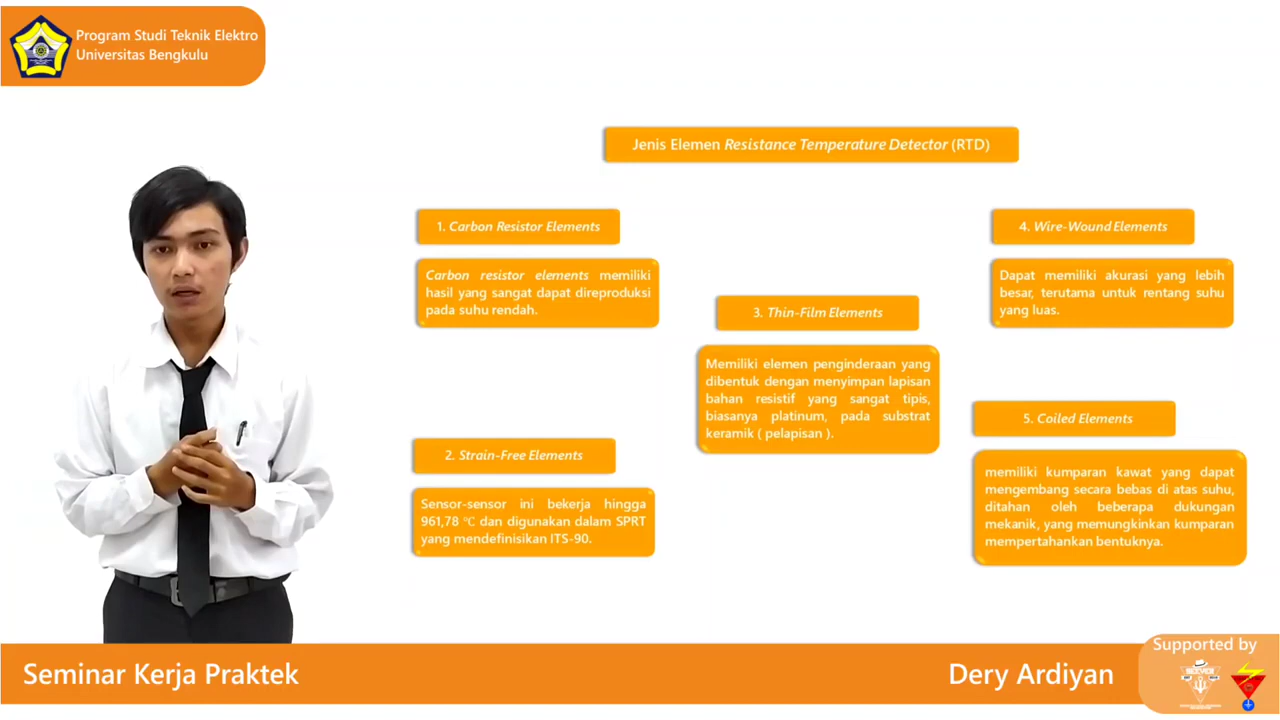 Program Studi Teknik Elektro
Universitas Bengkulu
Jenis Elemen Resistance Temperature Detector (RTD)
1. Carbon Resistor Elements
Carbon resistor elements memiliki
hasil yang sangat dapat direproduksi
pada suhu rendah.
2. Strain-Free Elements
Sensor-sensor ini bekerja hingga
961,78 °C dan digunakan dalam SPRT
yang mendefinisikan ITS-90.
3. Thin-Film Elements
Memiliki elemen penginderaan yang
dibentuk dengan menyimpan lapisan
bahan resistif yang sangat tipis,
biasanya platinum, pada substrat
keramik ( pelapisan ).
4. Wire-Wound Elements
Dapat memiliki akurasi yang lebih
besar, terutama untuk rentang suhu
yang luas.
5. Coiled Elements
memiliki kumparan kawat yang dapat
mengembang secara bebas di atas suhu,
ditahan oleh beberapa dukungan
mekanik, yang memungkinkan kumparan
mempertahankan bentuknya.
Seminar Kerja Praktek
Dery Ardiyan
Supported by